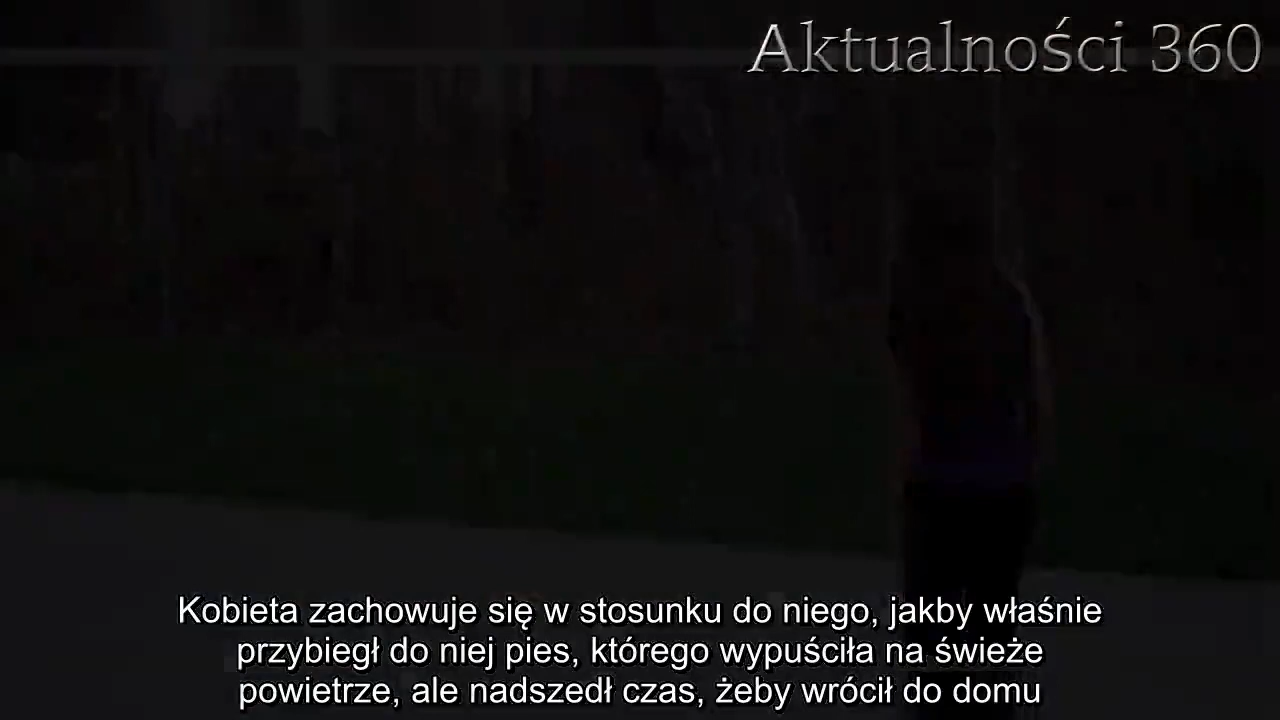 Aktualności 360
Kobieta zachowuje się w stosunku do niego, jakby właśnie
przybiegł do niej pies, którego wypuściła na świeże
powietrze, ale nadszedł czas, żeby wrócił do domu